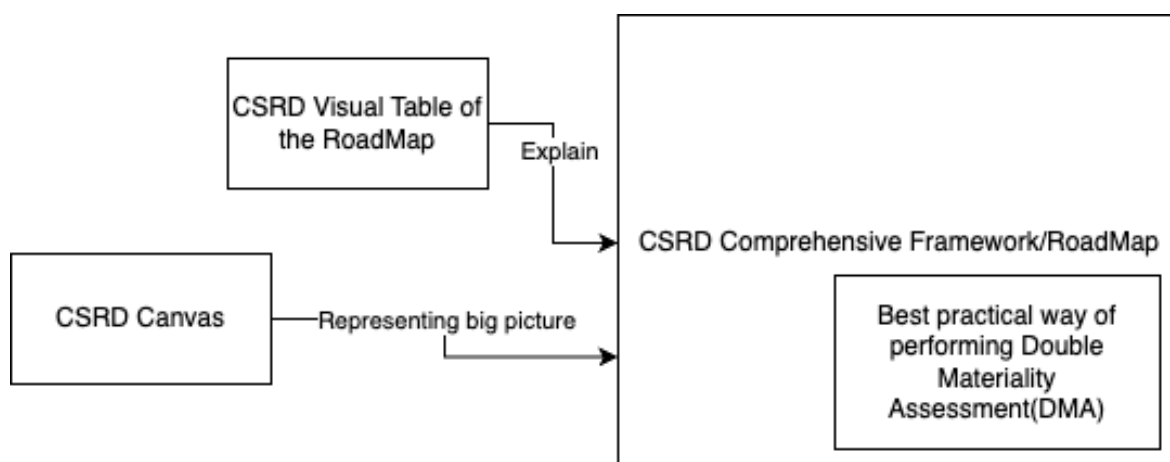 CSRD Visual Table of
the RoadMap
Explain
CSRD Canvas
Representing big picture
CSRD Comprehensive Framework/RoadMap
Best practical way of
performing Double
Materiality
Assessment(DMA)